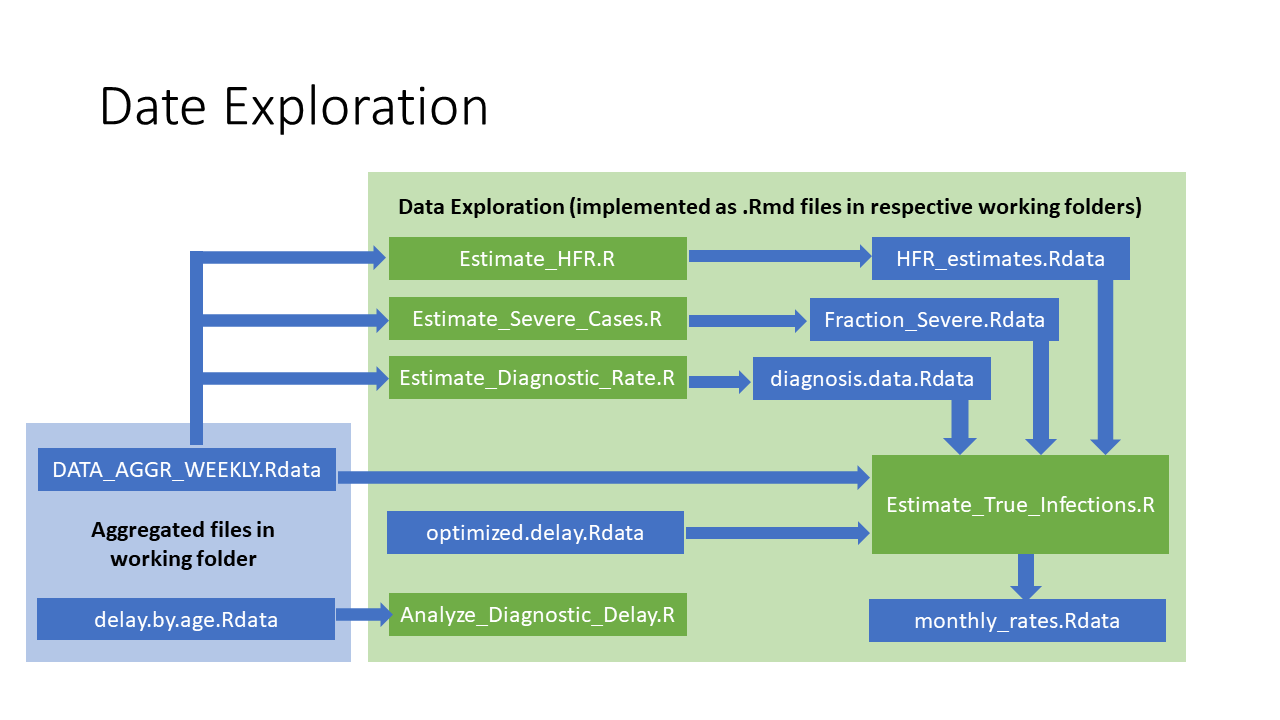 Date Exploration
Data Exploration (implemented as .Rmd files in respective working folders)
Estimate_HFR.R
HFR_estimates.Rdata
Estimate_Severe_Cases.R
Fraction_Severe.Rdata
Estimate_Diagnostic_Rate.R
diagnosis.data.Rdata
DATA_AGGR_WEEKLY.Rdata
Aggregated files in
working folder
Estimate_True_Infections.R
optimized.delay.Rdata
delay.by.age.Rdata
Analyze_Diagnostic_Delay.R
monthly_rates.Rdata